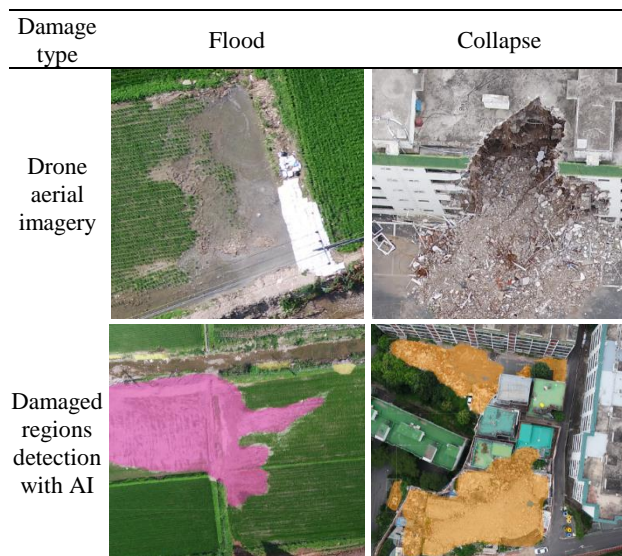 Damage
type
Flood
Collapse
Drone
aerial
imagery
Damaged
regions
detection
with AI